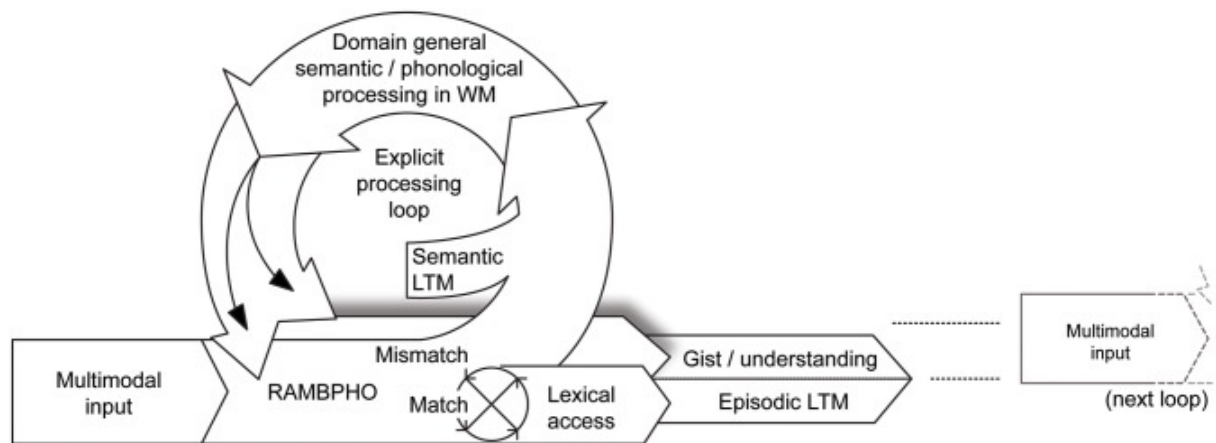 Domain general
semantic / phonological
processing in WM
Explicit
processing
loop
Semantic
LTM
Multimodal
input
RAMBPHO
Mismatch
Match
Lexical
access
Gist / understanding
Episodic LTM
Multimodal
input
(next loop)